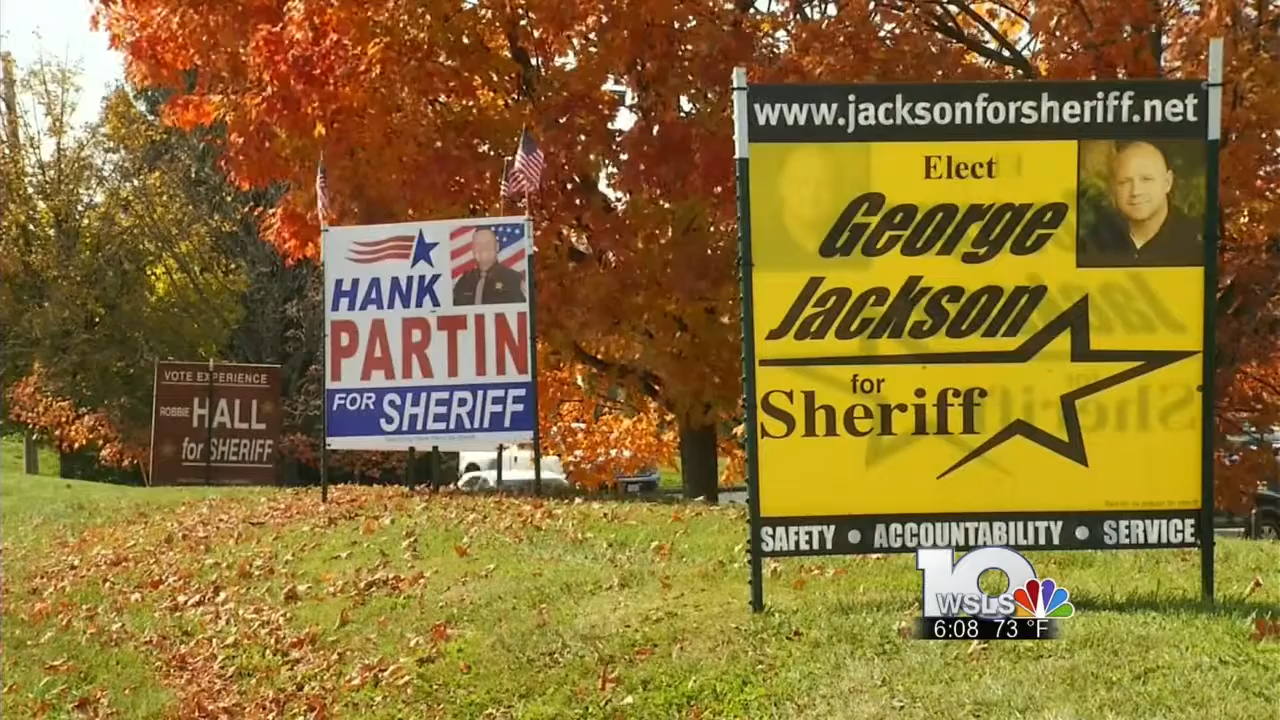 VOTE EXPERIENCE
ROBBIE HALL
for SHERIFF
HANK
PARTIN
FOR SHERIFF
www.jacksonforsheriff.net
Elect
George
Jackson
for
Sheriff
SAFETY • ACCOUNTABILITY • SERVICE
10
WSLS
6:08 73 °F